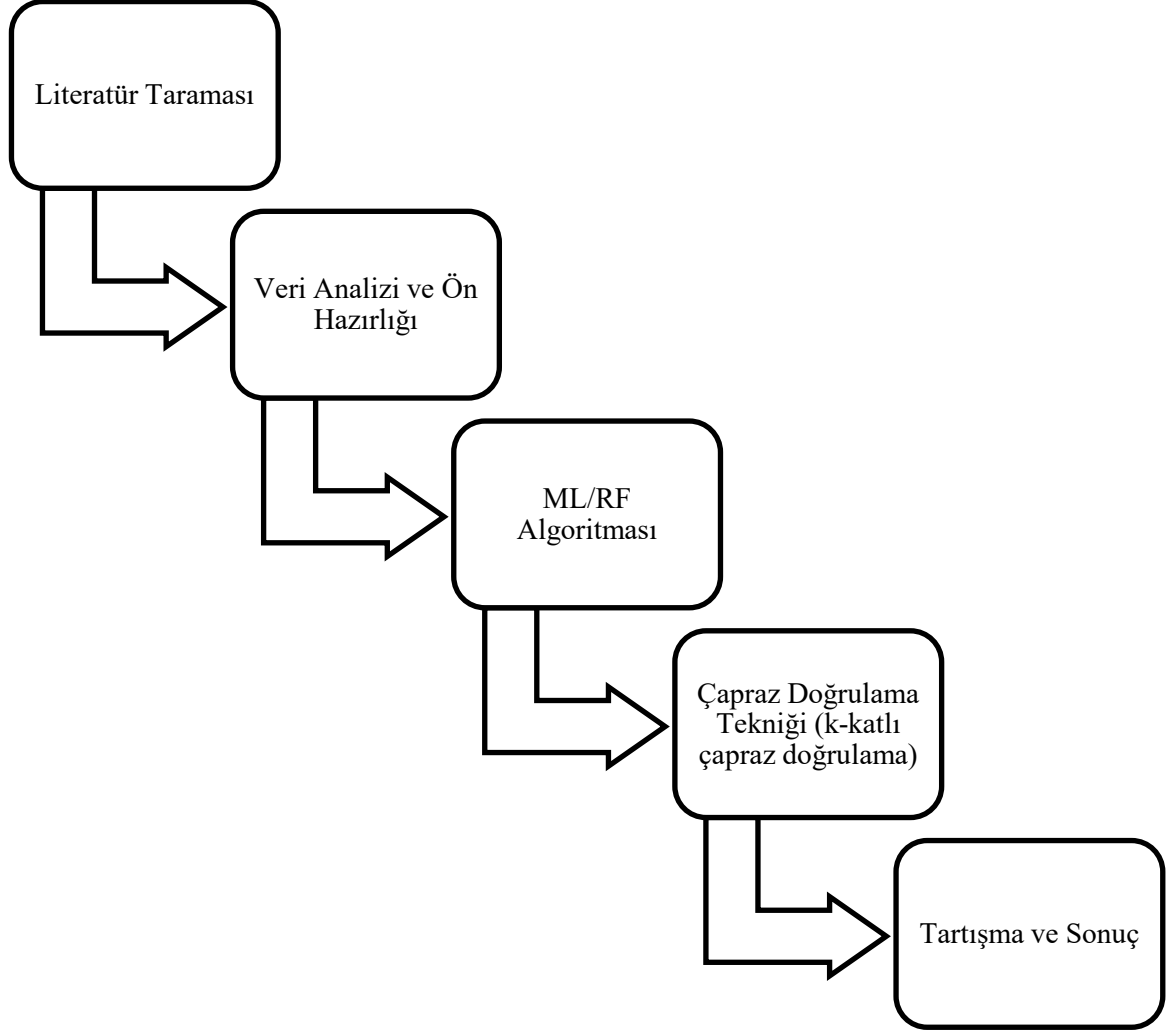 Literatür Taraması
Veri Analizi ve Ön
Hazırlığı
ML/RF
Algoritması
Çapraz Doğrulama
Tekniği (k-katlı
çapraz doğrulama)
Tartışma ve Sonuç